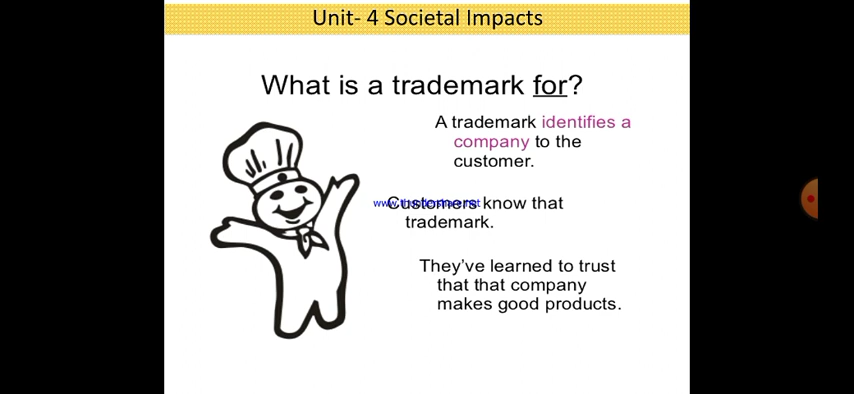 Unit- 4 Societal Impacts
What is a trademark for?
A trademark identifies a
company to the
customer.
Customers know that
trademark.
They’ve learned to trust
that that company
makes good products.